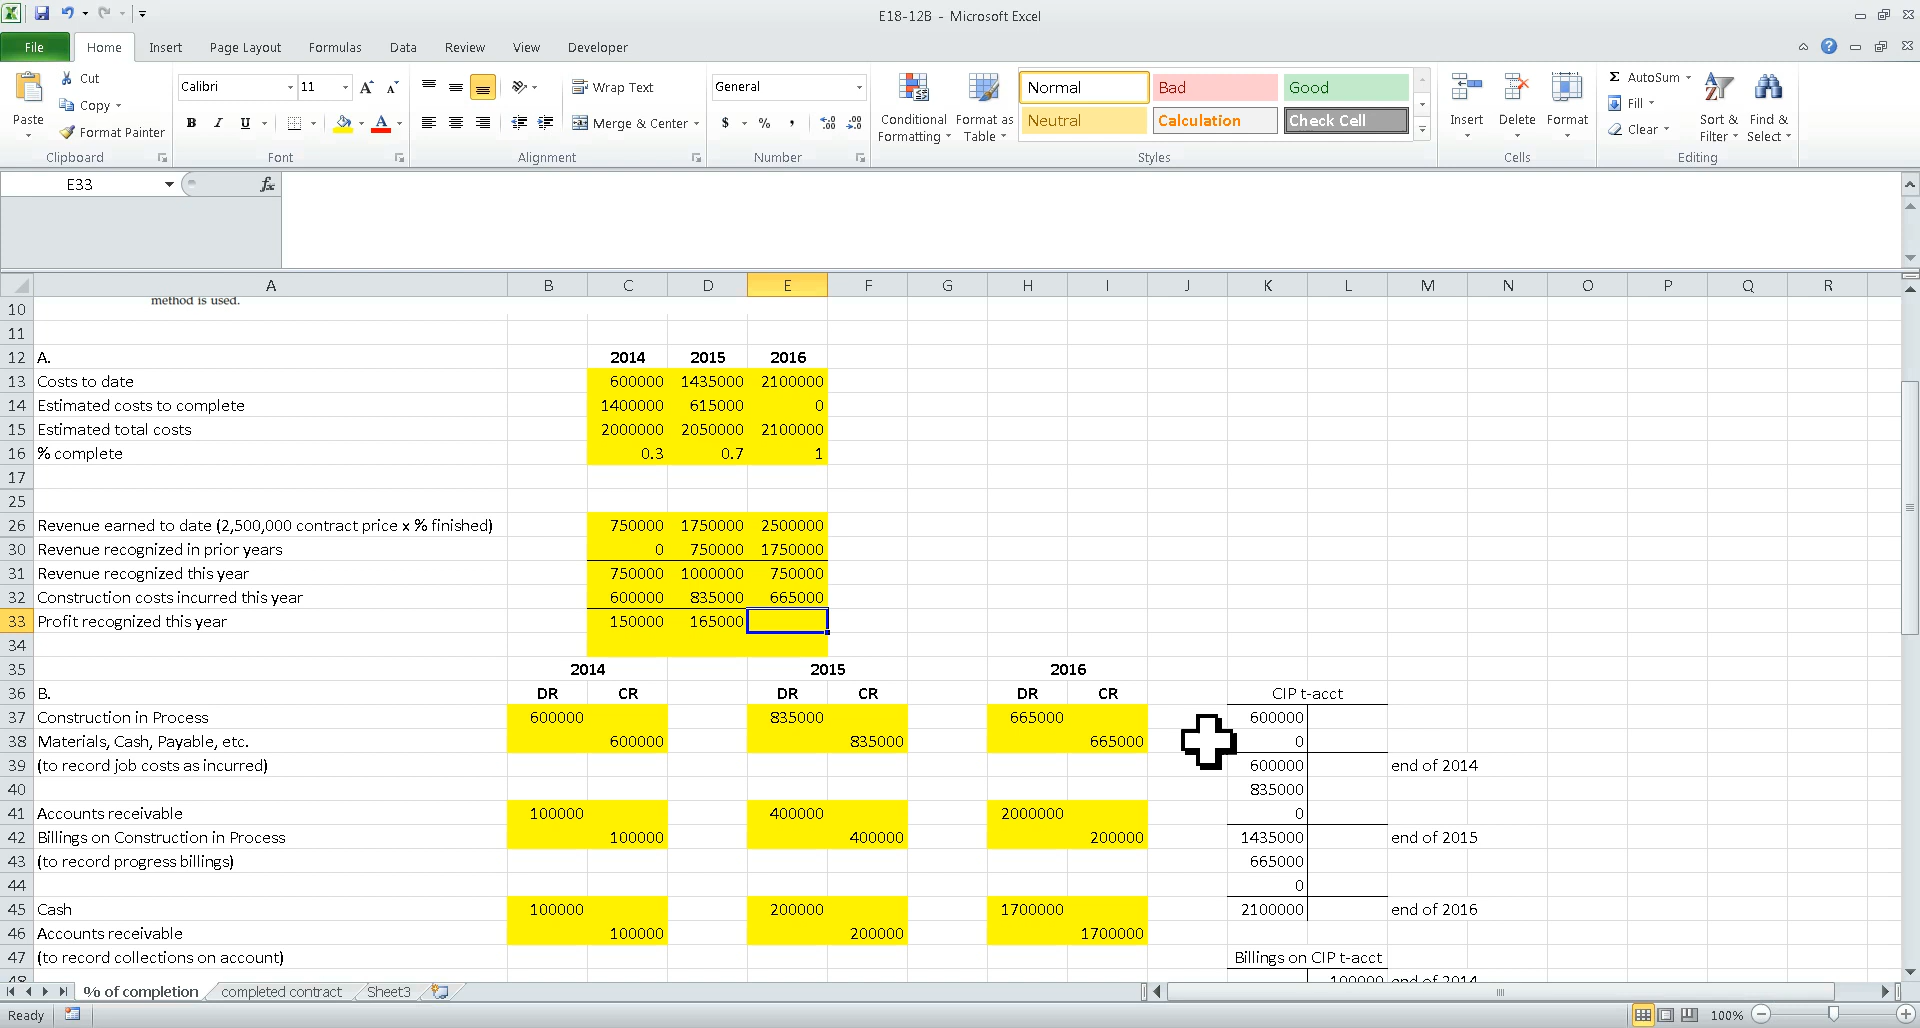 E18-12B - Microsoft Excel
File Home Insert Page Layout Formulas Data Review View Developer
Paste
Cut
Copy
Format Painter
Clipboard
Calibri 11
B I U
Font
Wrap Text
Merge & Center
Alignment
General
$ % ,
Number
Conditional Formatting
Format as Table
Normal Bad Good
Neutral Calculation Check Cell
Styles
Insert Delete Format
Cells
AutoSum
Fill
Clear
Sort & Filter
Find & Select
Editing
E33 fx
A B C D E F G H I J K L M N O P Q R
method is used.
10
11
12 A. 2014 2015 2016
13 Costs to date 600000 1435000 2100000
14 Estimated costs to complete 1400000 615000 0
15 Estimated total costs 2000000 2050000 2100000
16 % complete 0.3 0.7 1
17
25
26 Revenue earned to date (2,500,000 contract price x % finished) 750000 1750000 2500000
30 Revenue recognized in prior years 0 750000 1750000
31 Revenue recognized this year 750000 1000000 750000
32 Construction costs incurred this year 600000 835000 665000
33 Profit recognized this year 150000 165000
34
35 2014 2015 2016
36 B. DR CR DR CR DR CR CIP t-acct
37 Construction in Process 600000 835000 665000 600000
38 Materials, Cash, Payable, etc. 600000 835000 665000 0
39 (to record job costs as incurred) 600000 end of 2014
40 835000
41 Accounts receivable 100000 400000 2000000 0
42 Billings on Construction in Process 100000 400000 200000 1435000 end of 2015
43 (to record progress billings) 665000
44 0
45 Cash 100000 200000 1700000 2100000 end of 2016
46 Accounts receivable 100000 200000 1700000
47 (to record collections on account) Billings on CIP t-acct
48 100000 end of 2014
% of completion completed contract Sheet3
Ready 100%